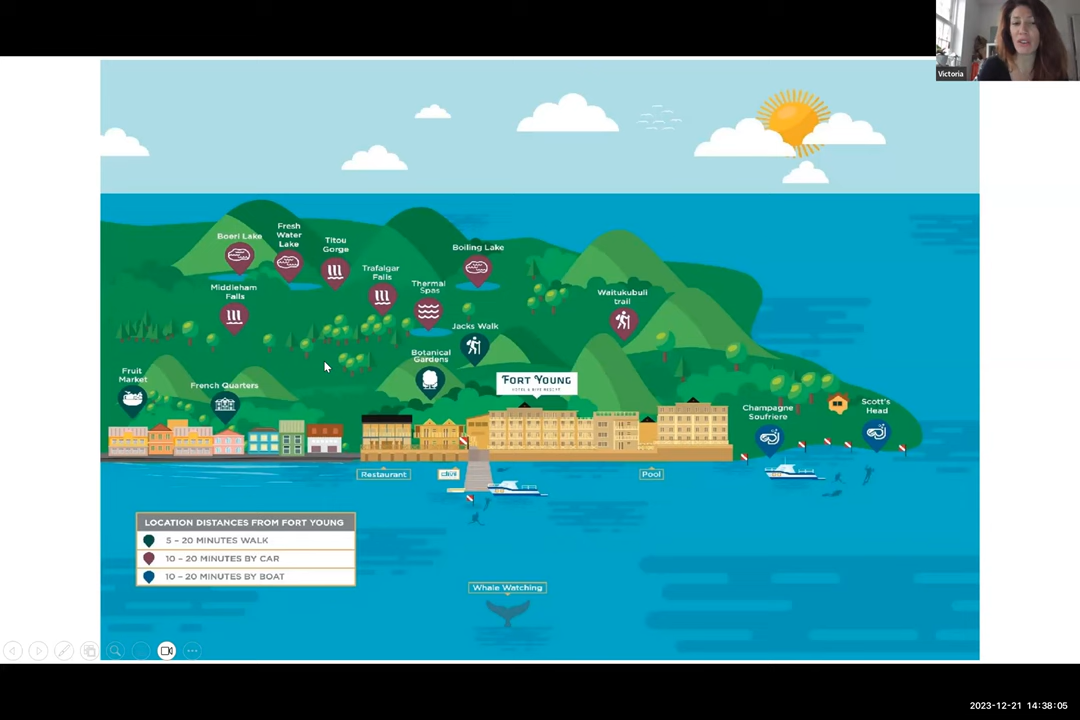 Victoria
Boeri Lake
Fresh
Water
Lake
Titou
Gorge
Boiling Lake
Trafalgar
Falls
Thermal
Spas
Middleham
Falls
Waitukubuli
trail
Jacks Walk
Botanical
Gardens
Fruit
Market
French Quarters
FORT YOUNG
HOTEL & DIVE RESORT
Champagne
Soufriere
Scott's
Head
Restaurant
Pool
LOCATION DISTANCES FROM FORT YOUNG
5 – 20 MINUTES WALK
10 – 20 MINUTES BY CAR
10 – 20 MINUTES BY BOAT
Whale Watching
2023-12-21 14:38:05